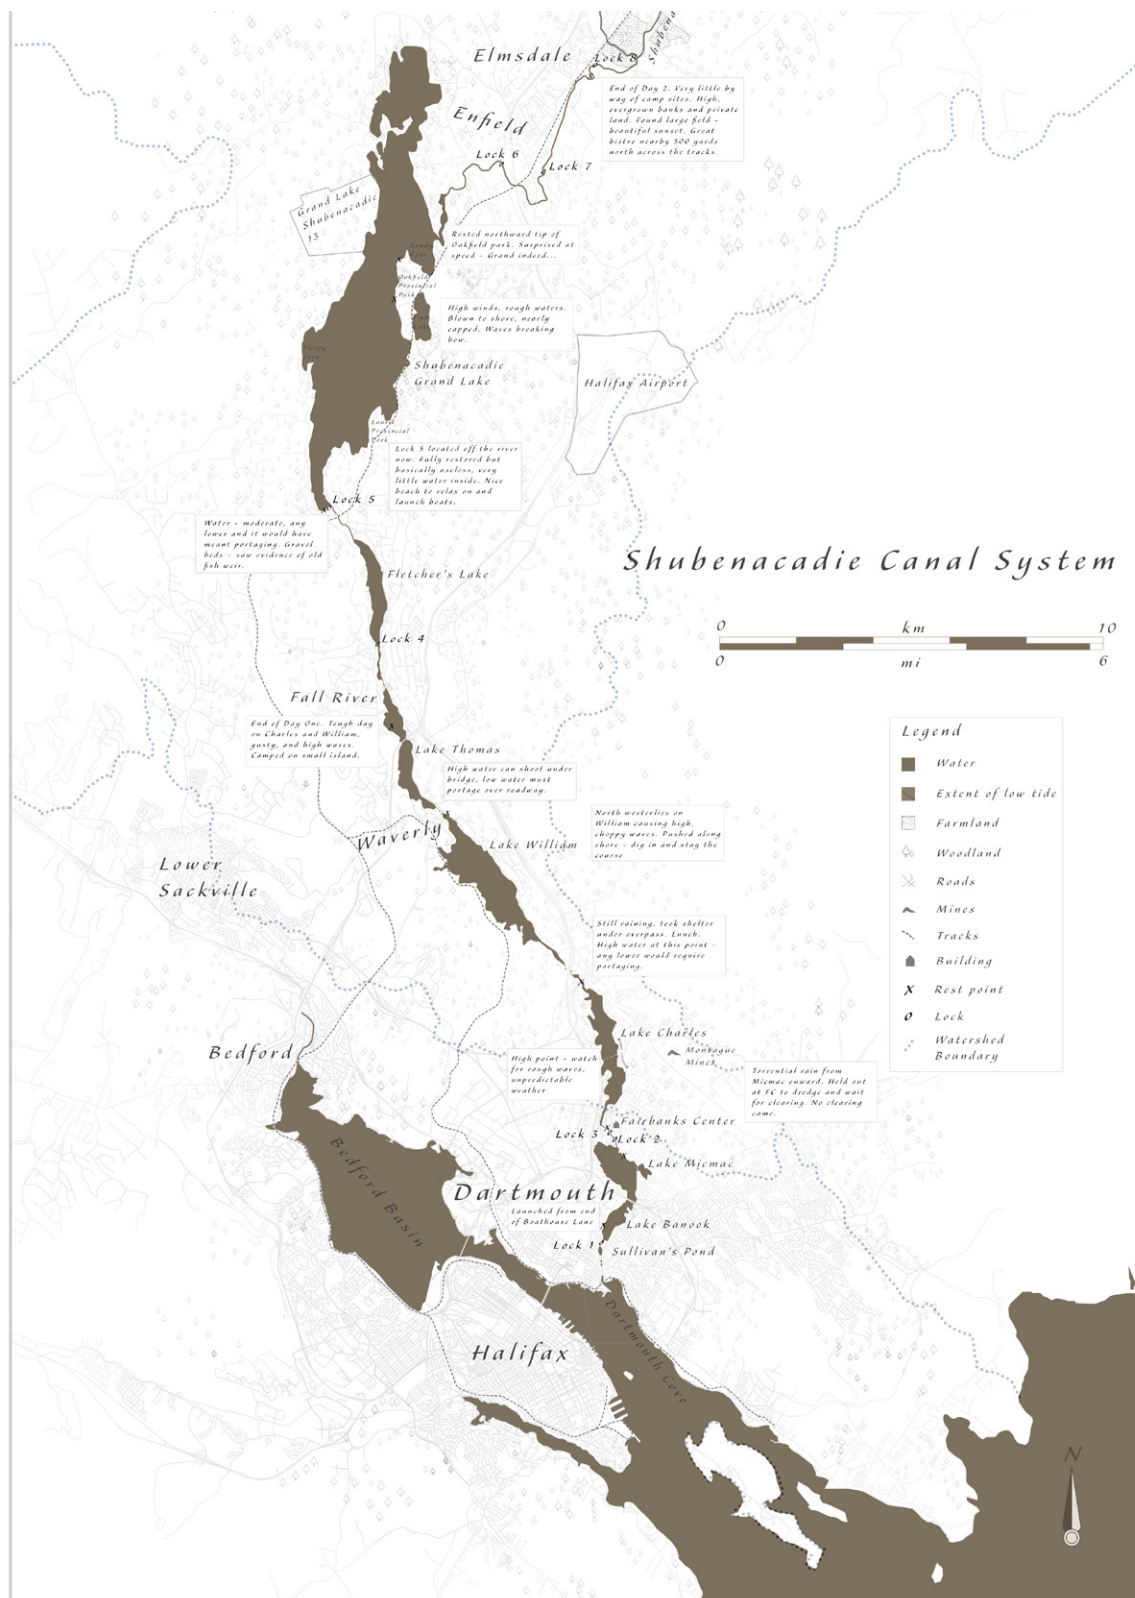 Elmsdale
Lock 8
Shubena
End of Day 2. Very little by
way of camp sites. High,
overgrown banks and private
land. Found large field -
beautiful sunset. Great
bistre nearby 500 yards
north across the tracks.
Enfield
Lock 6
Lock 7
Grand Lake
Shubenacadie
13
Rested northward tip of
Oakfield park. Surprised at
speed - Grand indeed...
Oakfield
Provincial
Park
High winds, rough waters.
Blown to shore, nearly
capped. Waves breaking
bow.
Shubenacadie
Grand Lake
Halifax Airport
Provincial
Park
Lock 5 located off the river
now. Fully restored but
basically useless, very
little water inside. Nice
beach to relax on and
launch boats.
Lock 5
Water - moderate, any
lower and it would have
meant portaging. Gravel
beds - saw evidence of old
fish weir.
Shubenacadie Canal System
Fletcher's Lake
0 km 10
0 mi 6
Lock 4
Fall River
End of Day One. Tough day
on Charles and William,
gusty, and high waves.
Camped on small island.
Lake Thomas
High water can shoot under
bridge, low water must
portage over roadway.
Legend
Water
Extent of low tide
Farmland
Woodland
Roads
Mines
Tracks
Building
Rest point
Lock
Watershed
Boundary
North westerlies on
William causing high,
choppy waves. Pushed along
shore - dig in and stay the
course
Waverly
Lake William
Lower
Sackville
Still raining, took shelter
under overpass. Lunch.
High water at this point -
any lower would require
portaging.
Lake Charles
Bedford
Montague
Mines
High point - watch
for rough waves,
unpredictable
weather
Torrential rain from
Micmac onward. Held out
at FC to dredge and wait
for clearing. No clearing
came.
Fairbanks Center
Lock 3
Lock 2
Lake Micmac
Bedford Basin
Dartmouth
Launched from end
of Boathouse Lane
Lake Banook
Lock 1
Sullivan's Pond
Dartmouth Cove
Halifax
N